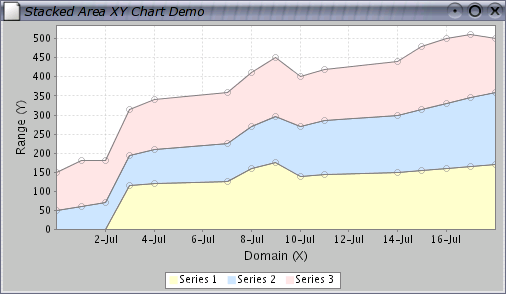 Stacked Area XY Chart Demo
500
450
400
350
300
250
200
150
100
50
0
Range (Y)
2-Jul 4-Jul 6-Jul 8-Jul 10-Jul 12-Jul 14-Jul 16-Jul
Domain (X)
Series 1 Series 2 Series 3